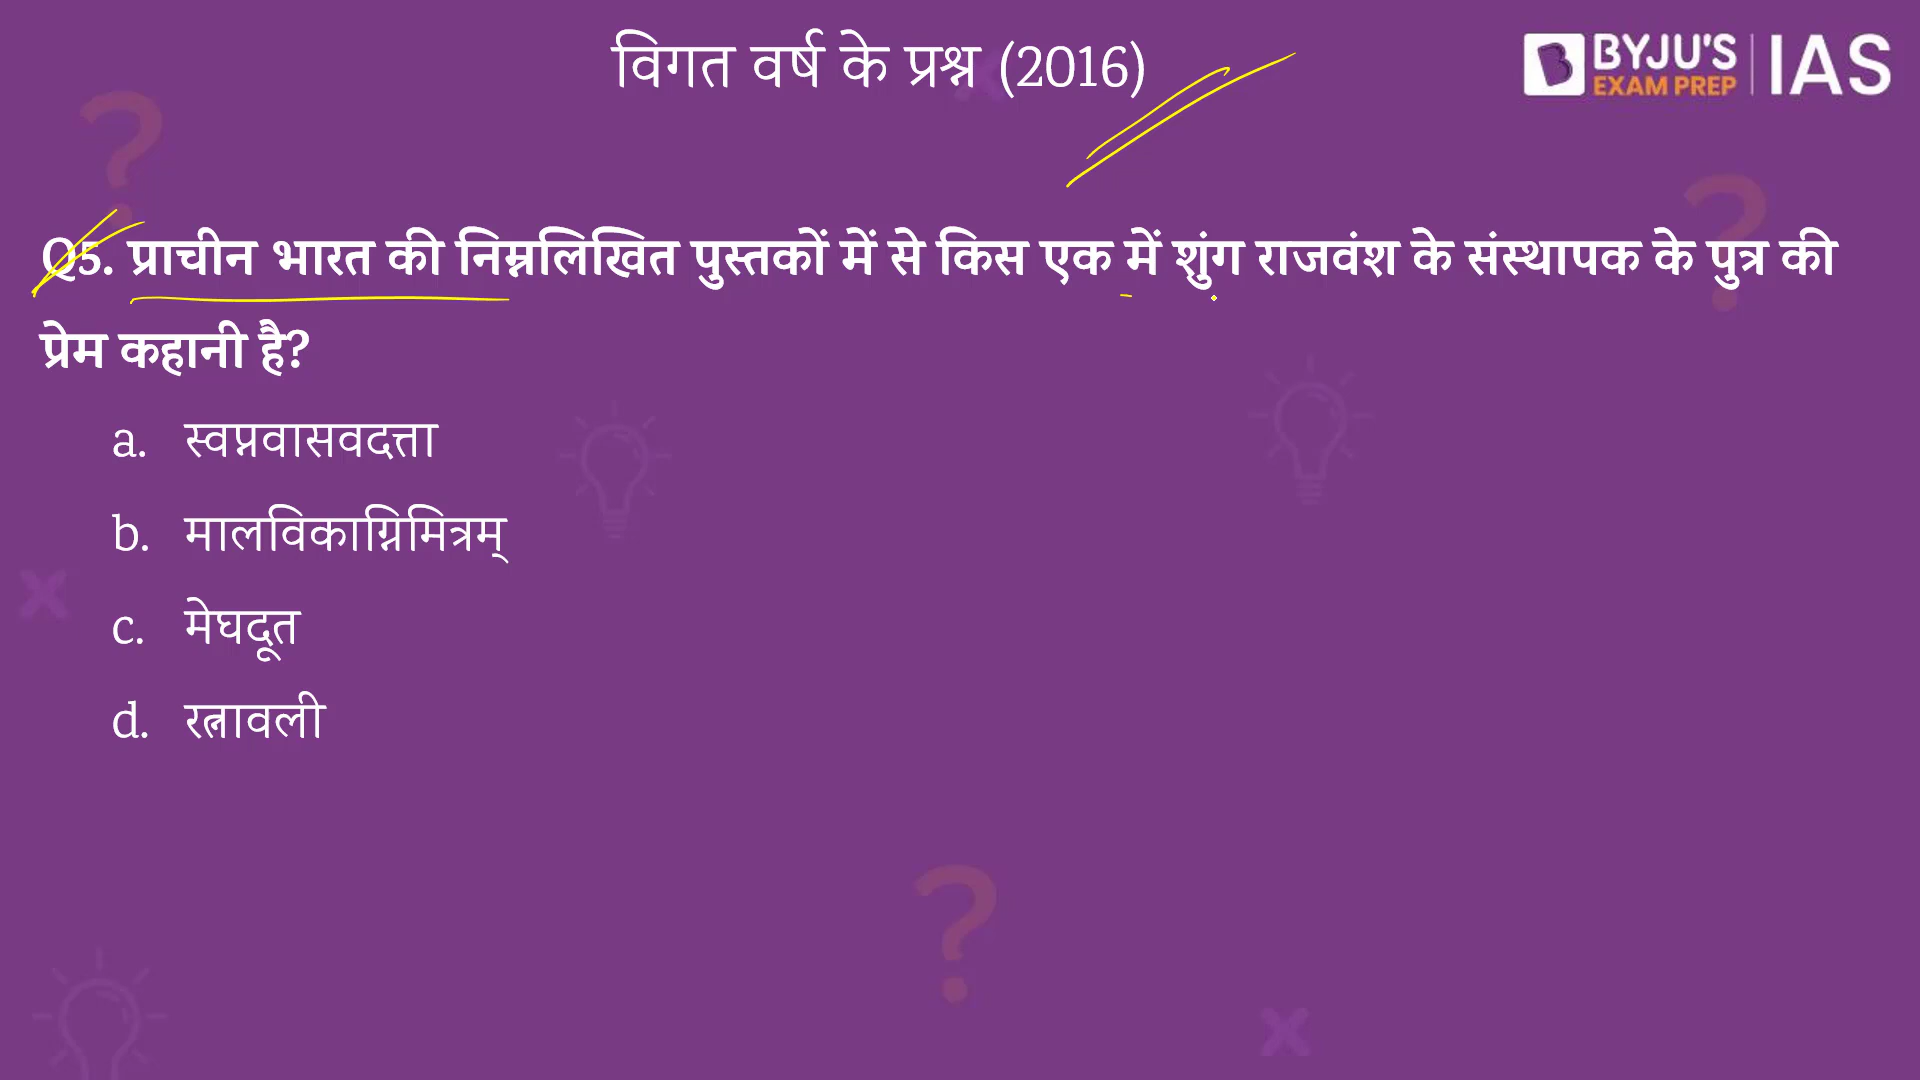 विगत वर्ष के प्रश्न (2016)
BYJU'S
EXAM PREP
IAS
Q5. प्राचीन भारत की निम्नलिखित पुस्तकों में से किस एक में शुंग राजवंश के संस्थापक के पुत्र की
प्रेम कहानी है?
a. स्वप्नवासवदत्ता
b. मालविकाग्निमित्रम्
c. मेघदूत
d. रत्नावली